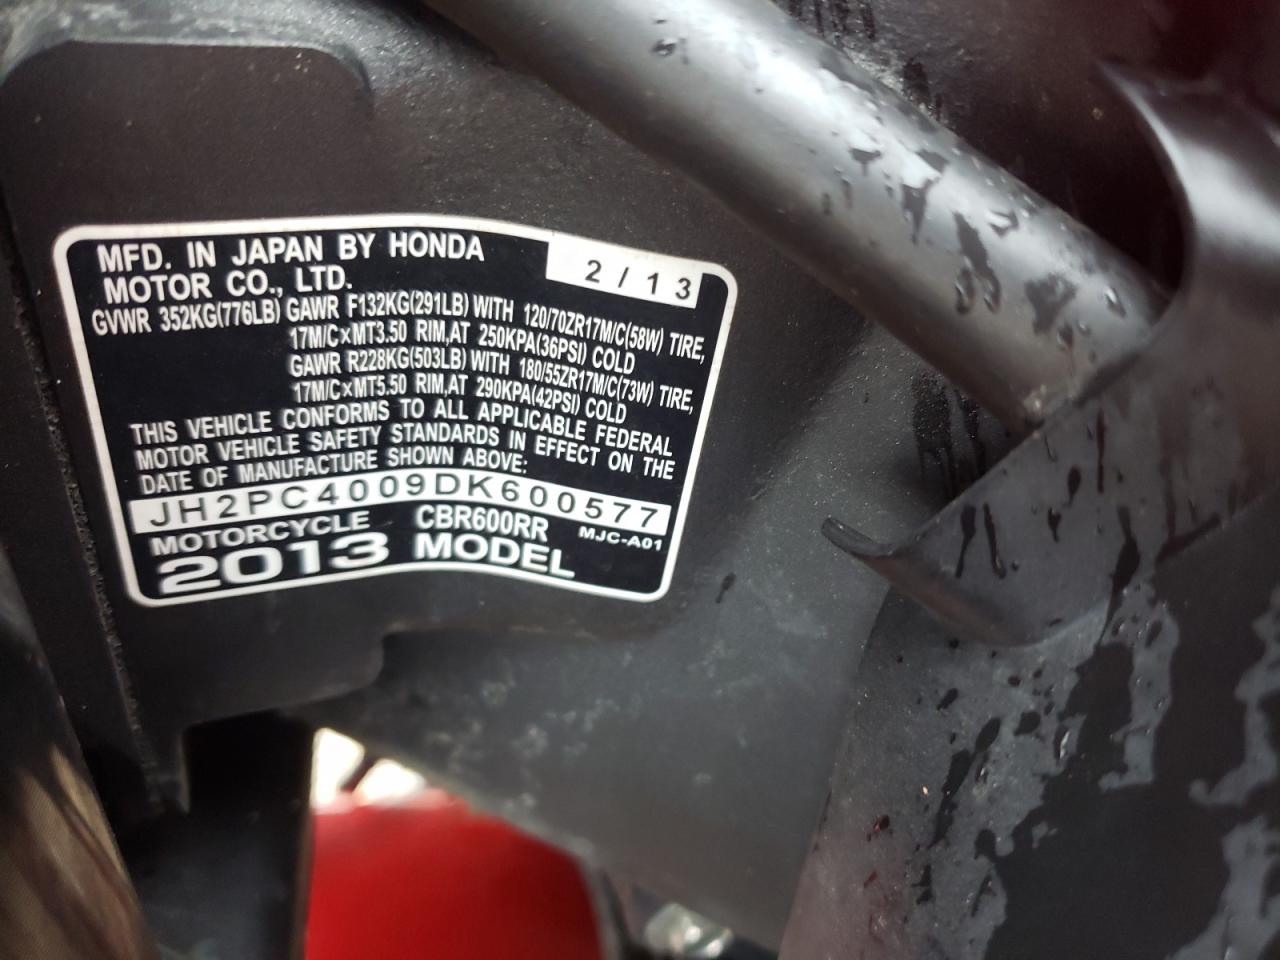 MFD. IN JAPAN BY HONDA
MOTOR CO., LTD.
2/13
GVWR 352KG(776LB) GAWR F132KG(291LB) WITH 120/70ZR17M/C(58W) TIRE,
17M/C×MT3.50 RIM,AT 250KPA(36PSI) COLD
GAWR R228KG(503LB) WITH 180/55ZR17M/C(73W) TIRE,
17M/C×MT5.50 RIM,AT 290KPA(42PSI) COLD
THIS VEHICLE CONFORMS TO ALL APPLICABLE FEDERAL
MOTOR VEHICLE SAFETY STANDARDS IN EFFECT ON THE
DATE OF MANUFACTURE SHOWN ABOVE:
JH2PC4009DK600577
MOTORCYCLE CBR600RR MJC-A01
2013 MODEL